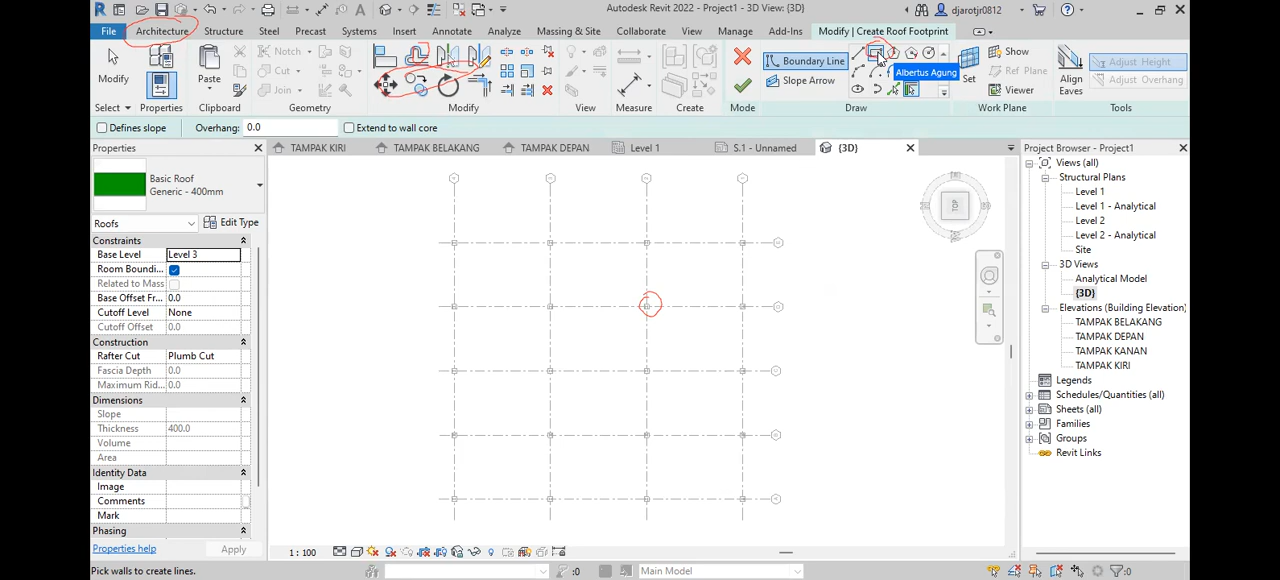 Autodesk Revit 2022 - Project1 - 3D View: {3D}
djarotjr0812
File Architecture Structure Steel Precast Systems Insert Annotate Analyze Massing & Site Collaborate View Manage Add-Ins Modify | Create Roof Footprint
Modify
Paste
Notch
Cut
Join
Boundary Line
Slope Arrow
Albertus Agung
Set
Show
Ref Plane
Viewer
Align Eaves
Adjust Height
Adjust Overhang
Select Properties Clipboard Geometry Modify View Measure Create Mode Draw Work Plane Tools
Defines slope Overhang: 0.0 Extend to wall core
Properties
TAMPAK KIRI TAMPAK BELAKANG TAMPAK DEPAN Level 1 S.1 - Unnamed {3D}
Project Browser - Project1
Basic Roof
Generic - 400mm
Roofs Edit Type
Constraints
Base Level Level 3
Room Boundi...
Related to Mass
Base Offset Fr... 0.0
Cutoff Level None
Cutoff Offset 0.0
Construction
Rafter Cut Plumb Cut
Fascia Depth 0.0
Maximum Rid... 0.0
Dimensions
Slope
Thickness 400.0
Volume
Area
Identity Data
Image
Comments
Mark
Phasing
Properties help Apply
TOP
Views (all)
Structural Plans
Level 1
Level 1 - Analytical
Level 2
Level 2 - Analytical
Site
3D Views
Analytical Model
{3D}
Elevations (Building Elevation)
TAMPAK BELAKANG
TAMPAK DEPAN
TAMPAK KANAN
TAMPAK KIRI
Legends
Schedules/Quantities (all)
Sheets (all)
Families
Groups
Revit Links
1 : 100
Pick walls to create lines.
:0
Main Model
:0